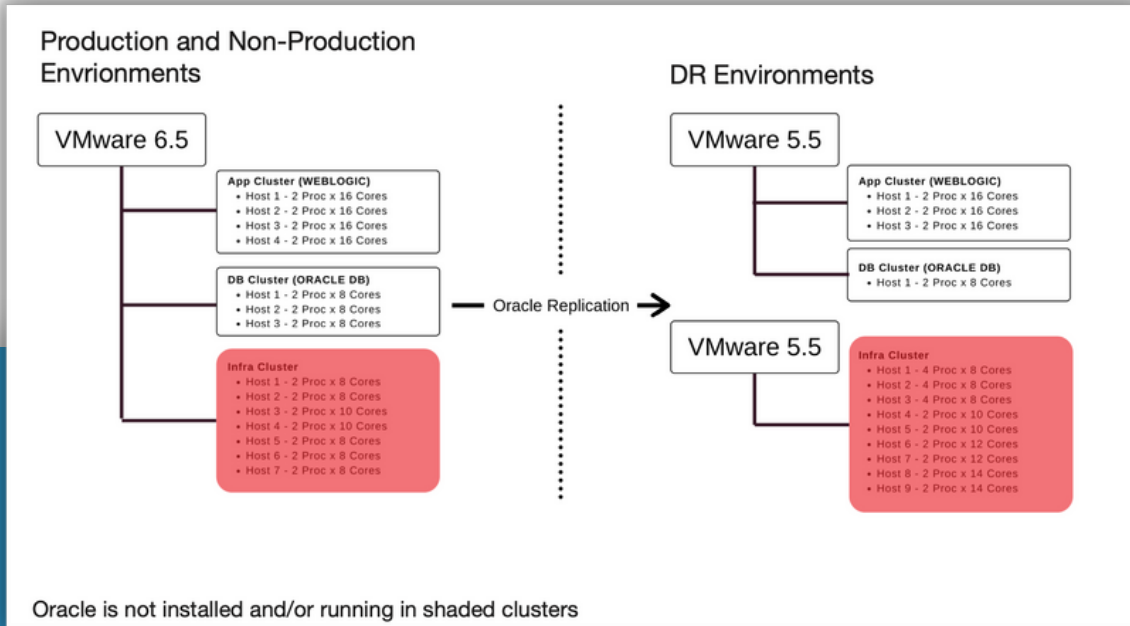 Production and Non-Production
Envrionments
VMware 6.5
App Cluster (WEBLOGIC)
• Host 1 - 2 Proc x 16 Cores
• Host 2 - 2 Proc x 16 Cores
• Host 3 - 2 Proc x 16 Cores
• Host 4 - 2 Proc x 16 Cores
DB Cluster (ORACLE DB)
• Host 1 - 2 Proc x 8 Cores
• Host 2 - 2 Proc x 8 Cores
• Host 3 - 2 Proc x 8 Cores
Infra Cluster
• Host 1 - 2 Proc x 8 Cores
• Host 2 - 2 Proc x 8 Cores
• Host 3 - 2 Proc x 10 Cores
• Host 4 - 2 Proc x 10 Cores
• Host 5 - 2 Proc x 8 Cores
• Host 6 - 2 Proc x 8 Cores
• Host 7 - 2 Proc x 8 Cores
Oracle Replication
DR Environments
VMware 5.5
App Cluster (WEBLOGIC)
• Host 1 - 2 Proc x 16 Cores
• Host 2 - 2 Proc x 16 Cores
• Host 3 - 2 Proc x 16 Cores
DB Cluster (ORACLE DB)
• Host 1 - 2 Proc x 8 Cores
VMware 5.5
Infra Cluster
• Host 1 - 4 Proc x 8 Cores
• Host 2 - 4 Proc x 8 Cores
• Host 3 - 4 Proc x 8 Cores
• Host 4 - 2 Proc x 10 Cores
• Host 5 - 2 Proc x 10 Cores
• Host 6 - 2 Proc x 12 Cores
• Host 7 - 2 Proc x 12 Cores
• Host 8 - 2 Proc x 14 Cores
• Host 9 - 2 Proc x 14 Cores
Oracle is not installed and/or running in shaded clusters